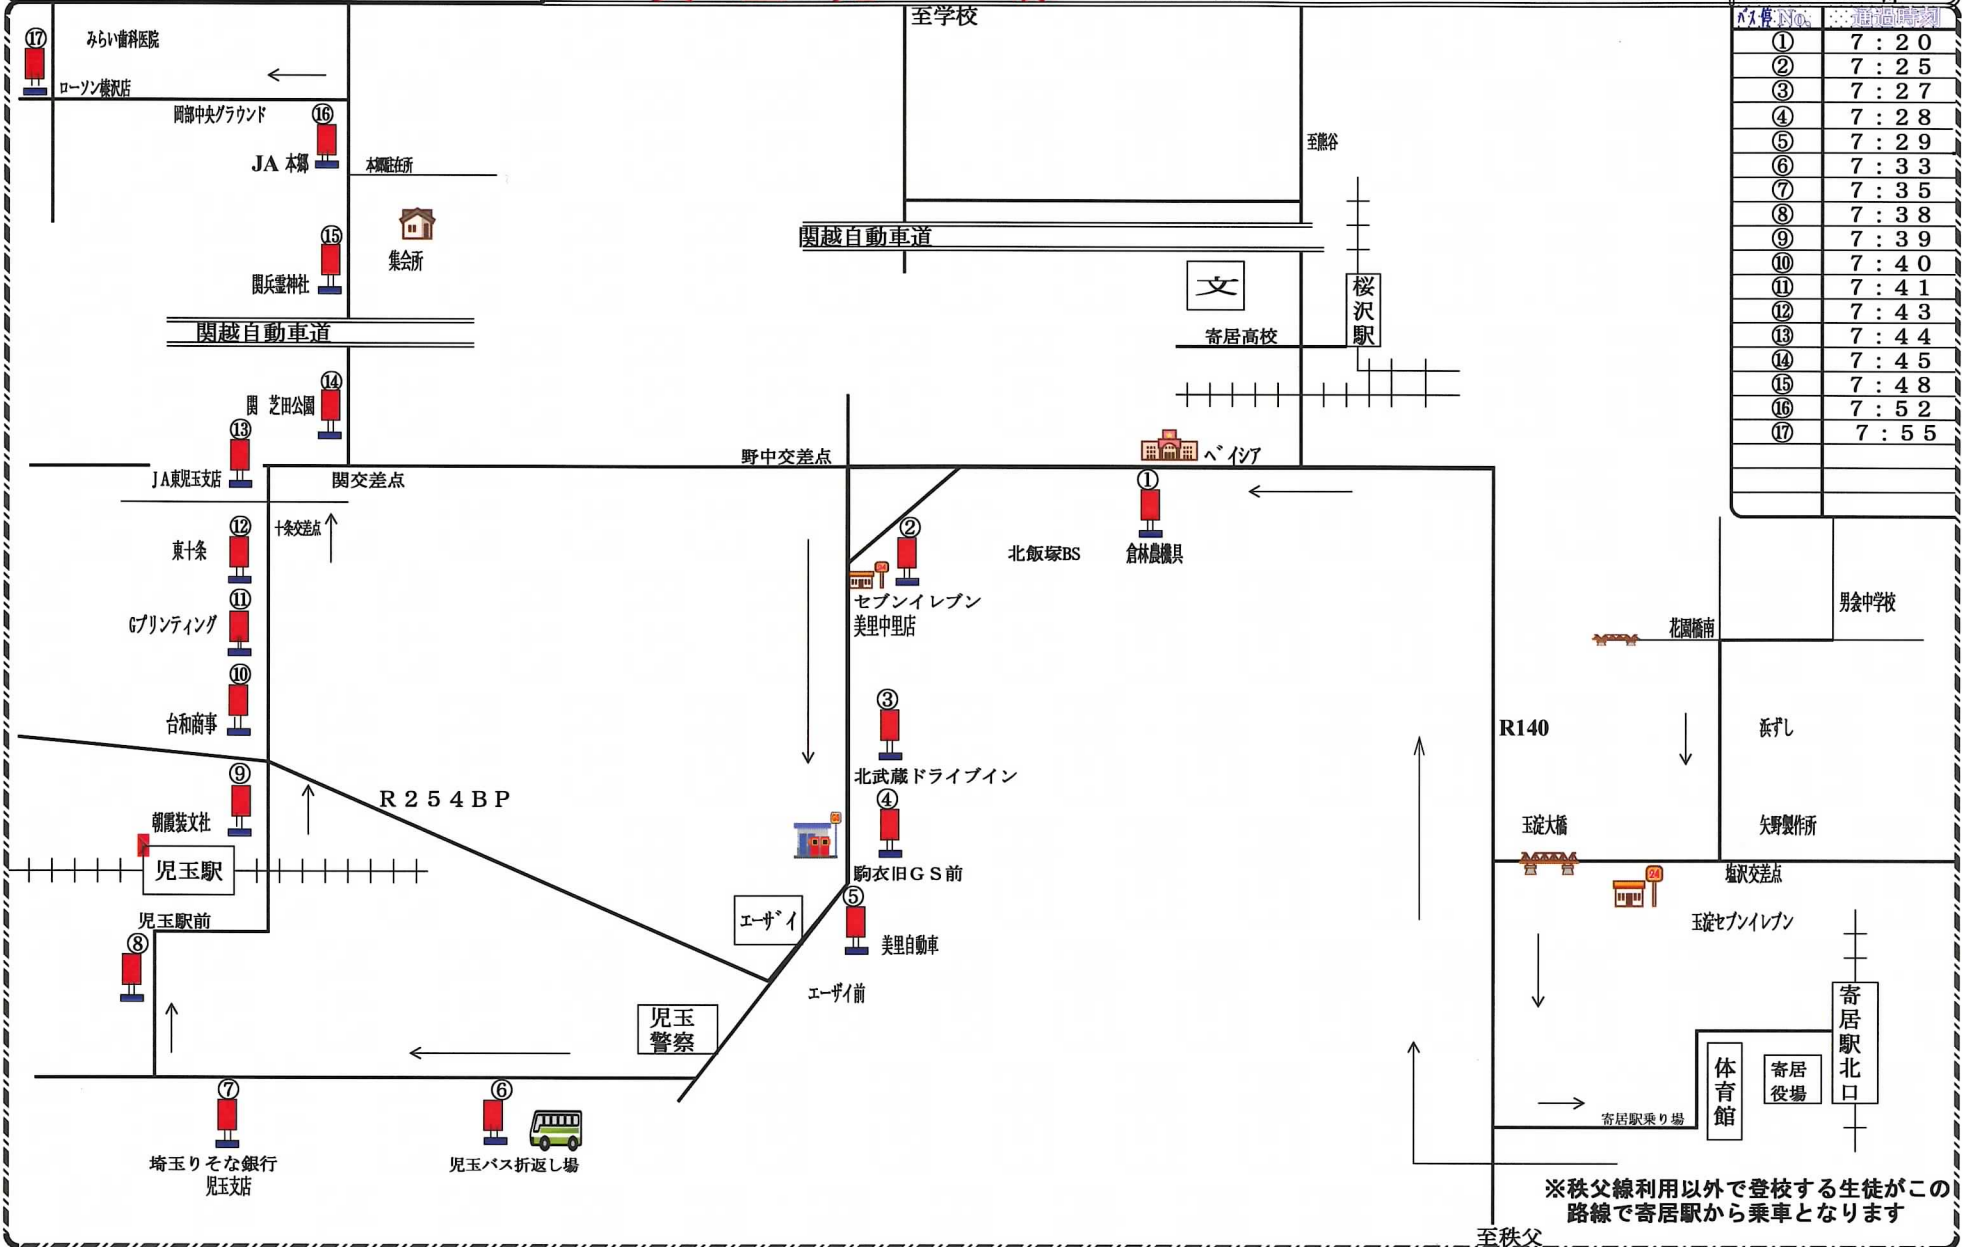 至学校
バス停No. 通過時刻
① 7:20
② 7:25
③ 7:27
④ 7:28
⑤ 7:29
⑥ 7:33
⑦ 7:35
⑧ 7:38
⑨ 7:39
⑩ 7:40
⑪ 7:41
⑫ 7:43
⑬ 7:44
⑭ 7:45
⑮ 7:48
⑯ 7:52
⑰ 7:55
⑰
みらい歯科医院
ローソン榛沢店
岡部中央グラウンド
⑯
JA 本郷
本郷駐在所
至熊谷
⑮
集会所
関兵霊神社
関越自動車道
関越自動車道
文
桜沢駅
寄居高校
⑭
関 芝田公園
⑬
JA東児玉支店
関交差点
野中交差点
ベイシア
①
倉林農機具
北飯塚BS
②
セブンイレブン
美里中里店
⑫
十条交差点
東十条
⑪
Gプリンティング
⑩
台和商事
③
北武蔵ドライブイン
④
駒衣旧GS前
⑨
朝霞装文社
R254BP
児玉駅
児玉駅前
⑧
エーザイ
⑤
美里自動車
エーザイ前
児玉
警察
⑦
埼玉りそな銀行
児玉支店
⑥
児玉バス折返し場
男衾中学校
花園橋南
R140
浜ずし
玉淀大橋
矢野製作所
塩沢交差点
24
玉淀セブンイレブン
寄居駅北口
体育館
寄居
役場
寄居駅乗り場
※秩父線利用以外で登校する生徒がこの
路線で寄居駅から乗車となります
至秩父